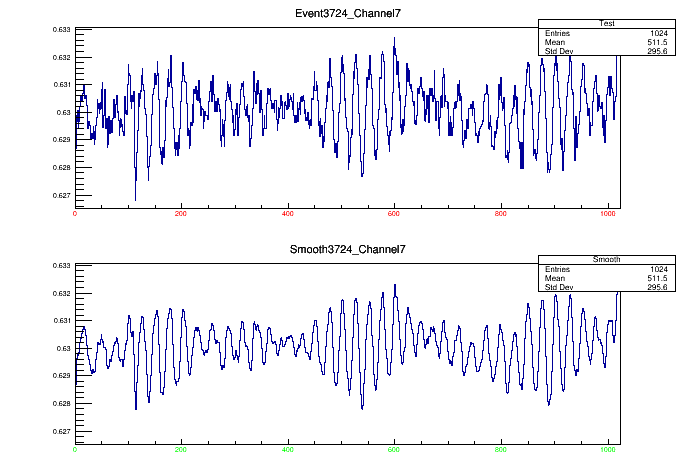 Event3724_Channel7
Test
Entries 1024
Mean 511.5
Std Dev 295.6
0.633
0.632
0.631
0.63
0.629
0.628
0.627
0 200 400 600 800 1000
Smooth3724_Channel7
Smooth
Entries 1024
Mean 511.5
Std Dev 295.6
0.633
0.632
0.631
0.63
0.629
0.628
0.627
0 200 400 600 800 1000